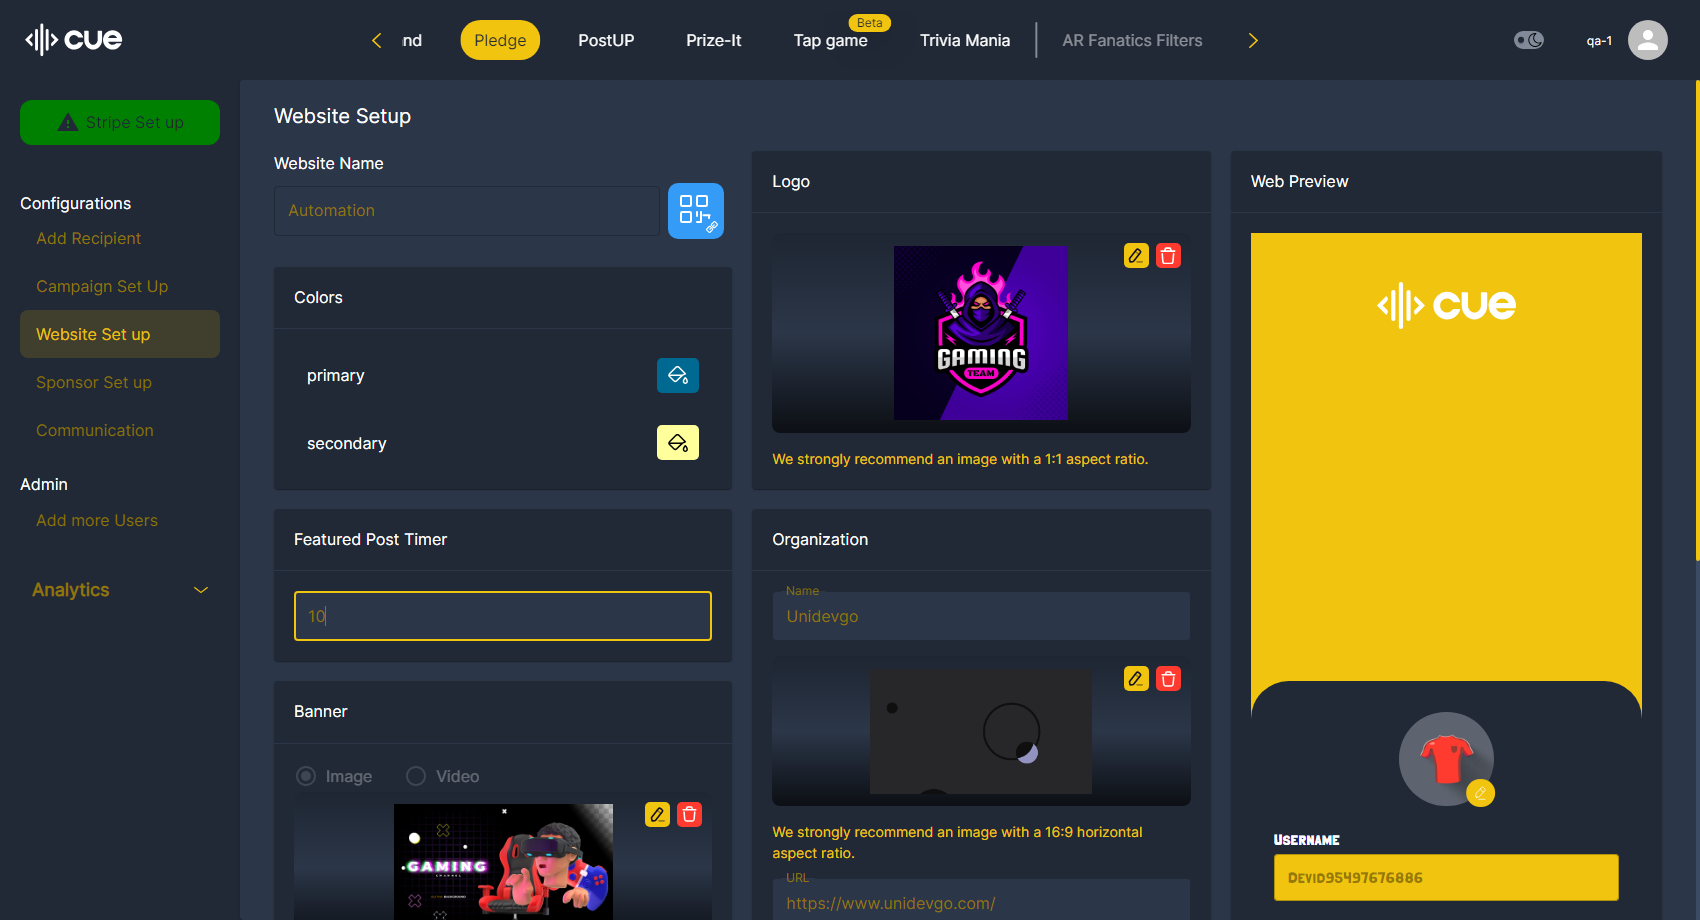 cue
nd
Pledge
PostUP
Prize-It
Beta
Tap game
Trivia Mania
AR Fanatics Filters
qa-1
Stripe Set up
Configurations
Add Recipient
Campaign Set Up
Website Set up
Sponsor Set up
Communication
Admin
Add more Users
Analytics
Website Setup
Website Name
Automation
Colors
primary
secondary
Featured Post Timer
10
Banner
Image
Video
GAMING
Logo
GAMING
TEAM
We strongly recommend an image with a 1:1 aspect ratio.
Organization
Name
Unidevgo
We strongly recommend an image with a 16:9 horizontal
aspect ratio.
URL
https://www.unidevgo.com/
Web Preview
cue
Username
Devid95497676886